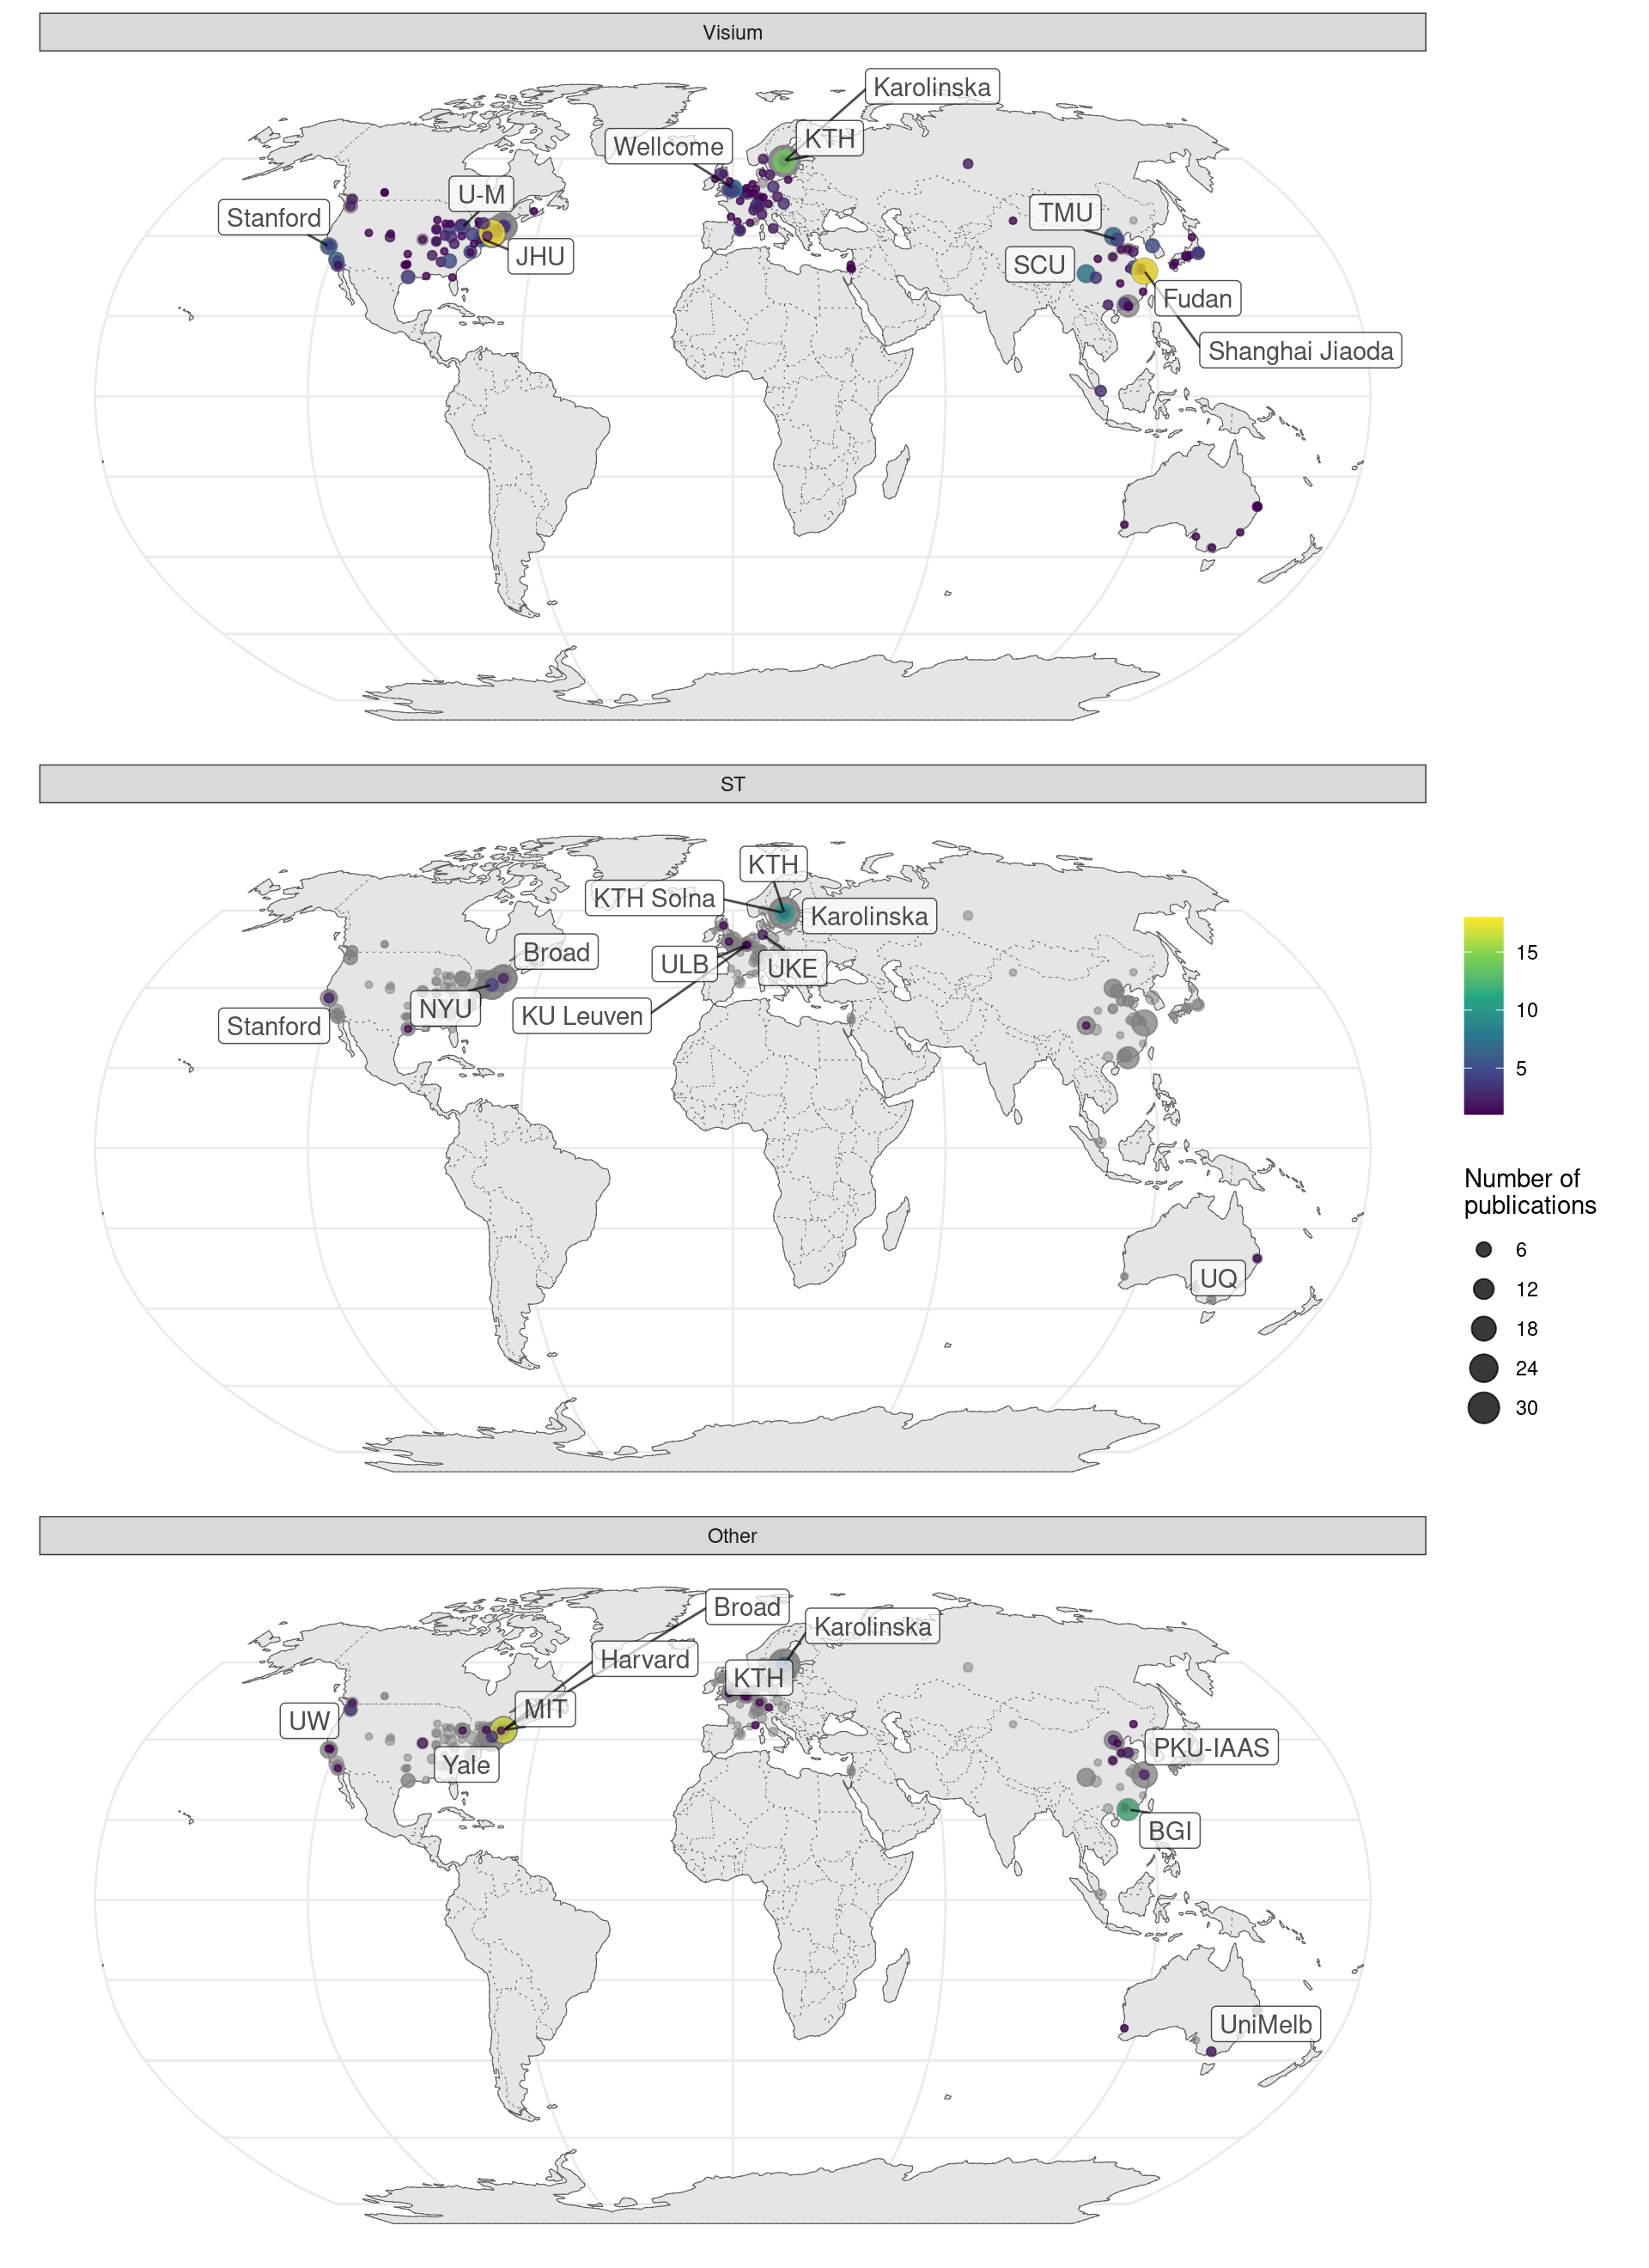 Visium
Karolinska
KTH
Wellcome
U-M
Stanford
JHU
TMU
SCU
Fudan
Shanghai Jiaoda
ST
KTH
KTH Solna
Karolinska
Broad
ULB
UKE
NYU
KU Leuven
Stanford
UQ
15
10
5
Number of
publications
6
12
18
24
30
Other
Broad
Karolinska
Harvard
KTH
MIT
UW
Yale
PKU-IAAS
BGI
UniMelb